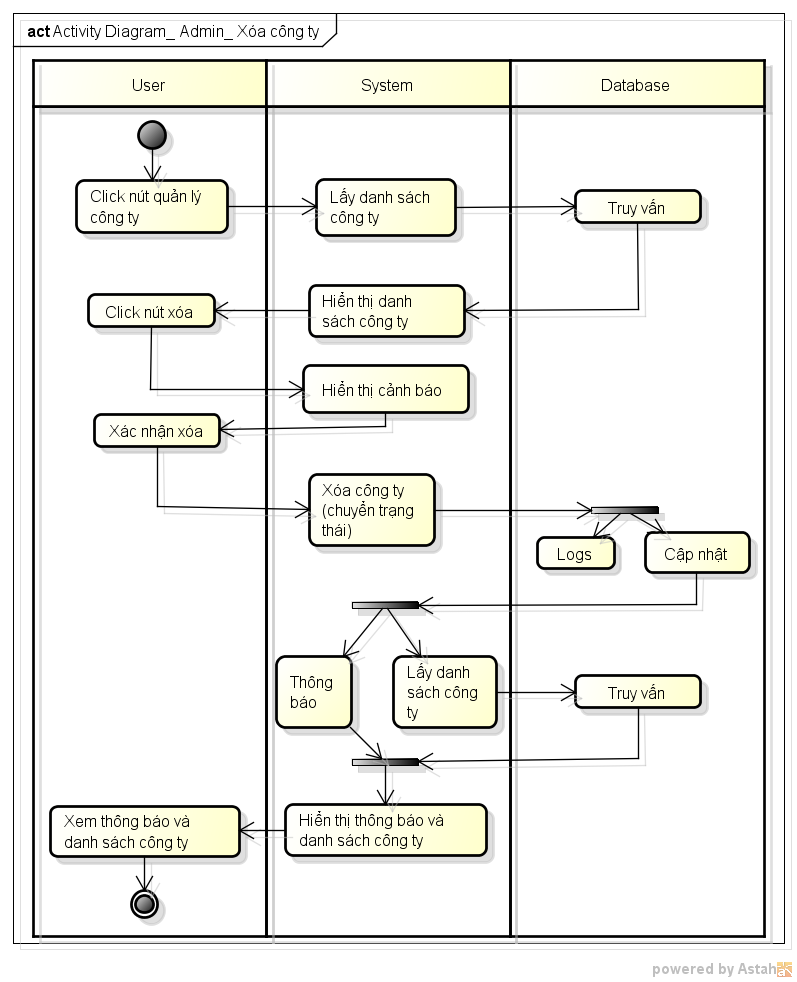 act Activity Diagram_ Admin_ Xóa công ty
User
System
Database
Click nút quản lý
công ty
Lấy danh sách
công ty
Truy vấn
Click nút xóa
Hiển thị danh
sách công ty
Hiển thị cảnh báo
Xác nhận xóa
Xóa công ty
(chuyển trạng
thái)
Logs
Cập nhật
Thông
báo
Lấy danh
sách công
ty
Truy vấn
Xem thông báo và
danh sách công ty
Hiển thị thông báo và
danh sách công ty
powered by Astah